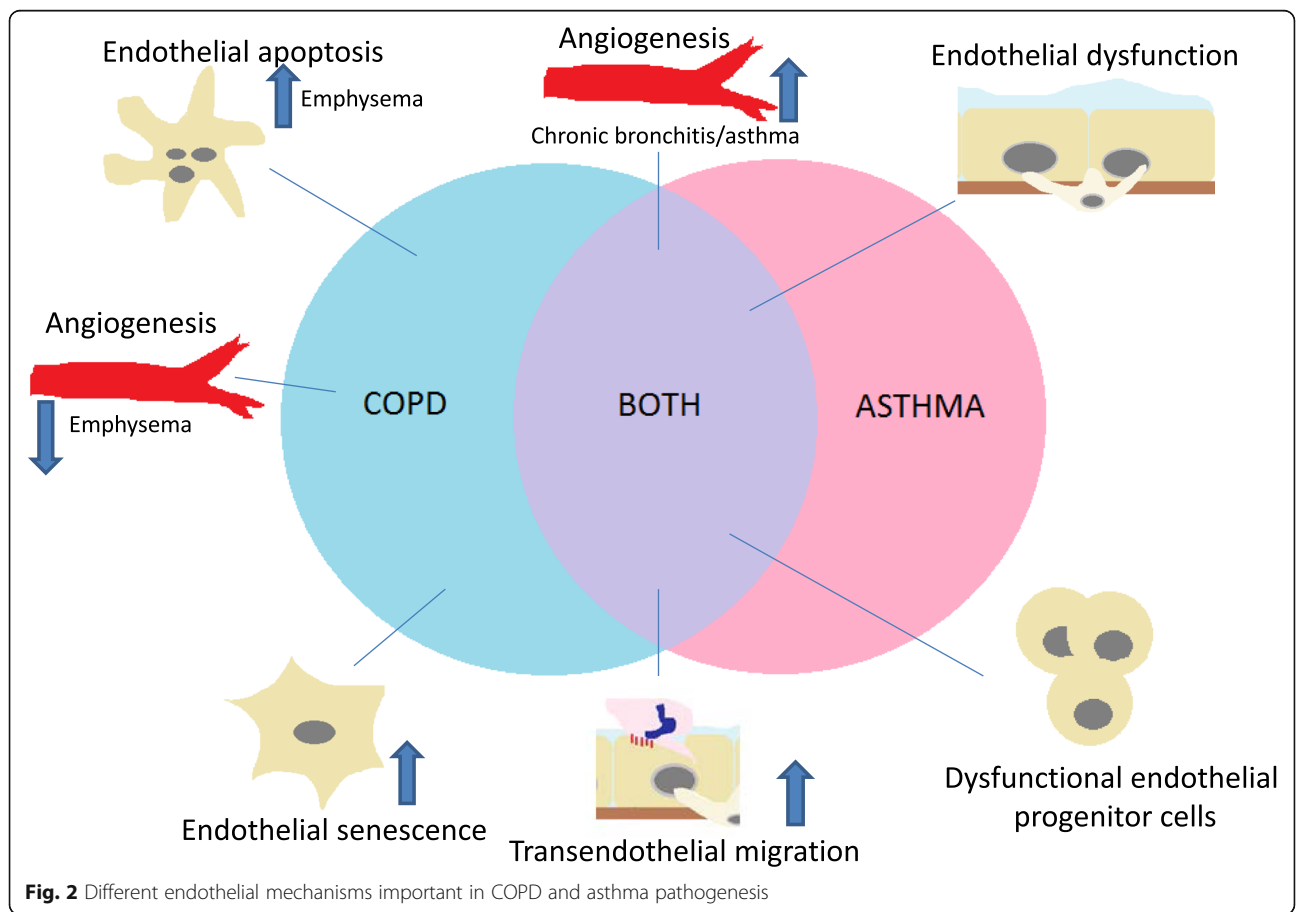 Endothelial apoptosis
Emphysema
Angiogenesis
Chronic bronchitis/asthma
Endothelial dysfunction
Angiogenesis
Emphysema
COPD
BOTH
ASTHMA
Endothelial senescence
Transendothelial migration
Dysfunctional endothelial
progenitor cells
Fig. 2 Different endothelial mechanisms important in COPD and asthma pathogenesis